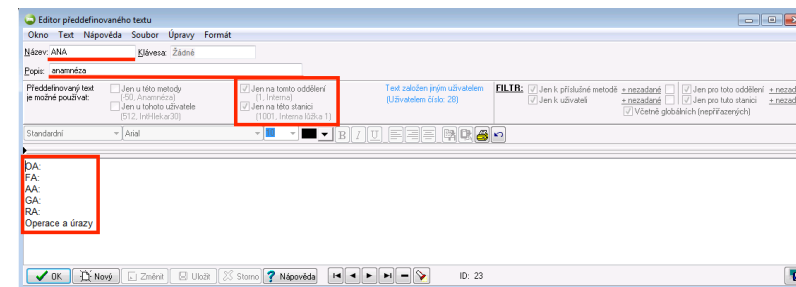 Editor předdefinovaného textu
Okno Text Nápověda Soubor Úpravy Formát
Název: ANA Klávesa: Žádné
Popis: anamnéza
Předdefinovaný text je možné používat:
Jen u této metody
(-50, Anamnéza)
Jen u tohoto uživatele
(512, IntHlekar30)
Jen na tomto oddělení
(1, Interna)
Jen na této stanici
(1001, Interna lůžka 1)
Text založen jiným uživatelem
(Uživatelem číslo: 28)
FILTR: Jen k příslušné metodě + nezadané Jen pro toto oddělení + nezad
Jen k uživateli + nezadané Jen pro tuto stanici + nezad
Včetně globálních (nepřiřazených)
Standardní Arial B I U
OA:
FA:
AA:
GA:
RA:
Operace a úrazy
OK Nový Změnit Uložit Storno Nápověda ID: 23